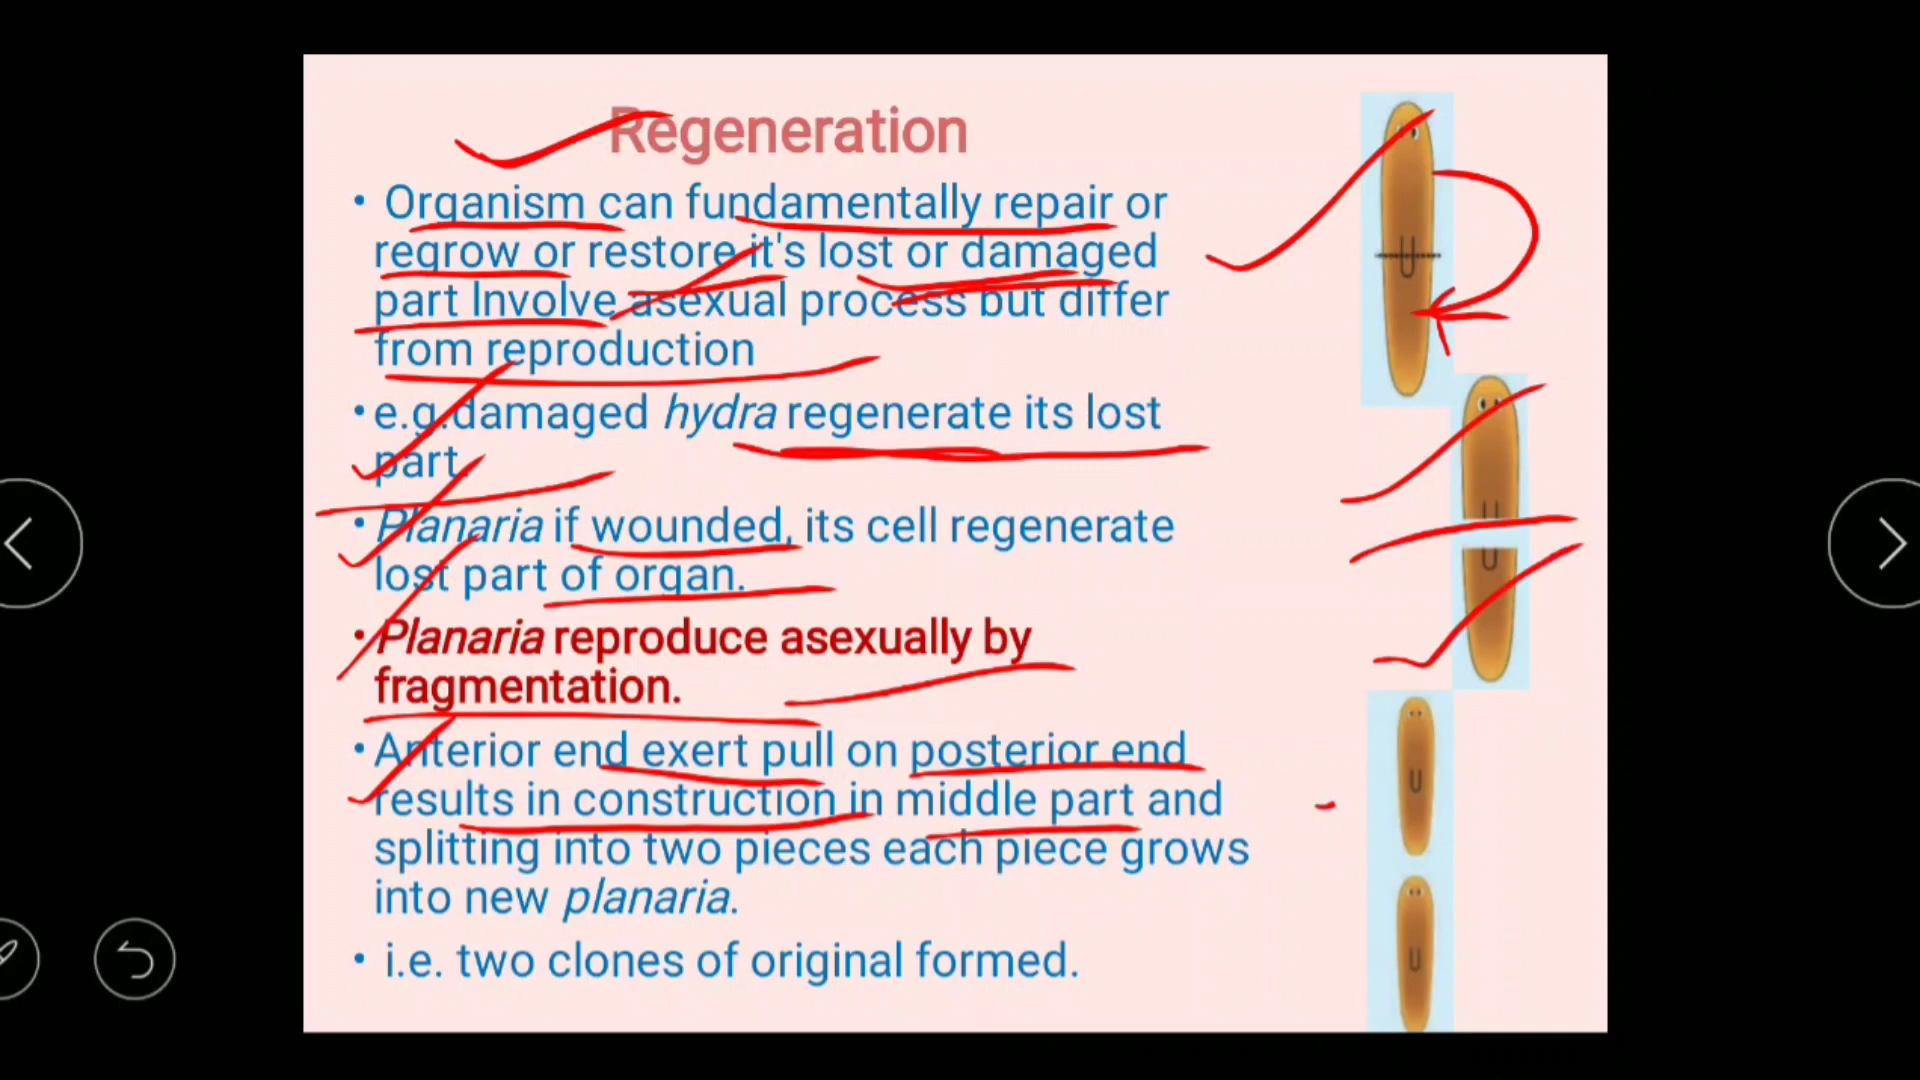 Regeneration
• Organism can fundamentally repair or
regrow or restore it's lost or damaged
part Involve asexual process but differ
from reproduction
• e.g.damaged hydra regenerate its lost
part.
• Planaria if wounded, its cell regenerate
lost part of organ.
• Planaria reproduce asexually by
fragmentation.
• Anterior end exert pull on posterior end
results in construction in middle part and
splitting into two pieces each piece grows
into new planaria.
• i.e. two clones of original formed.